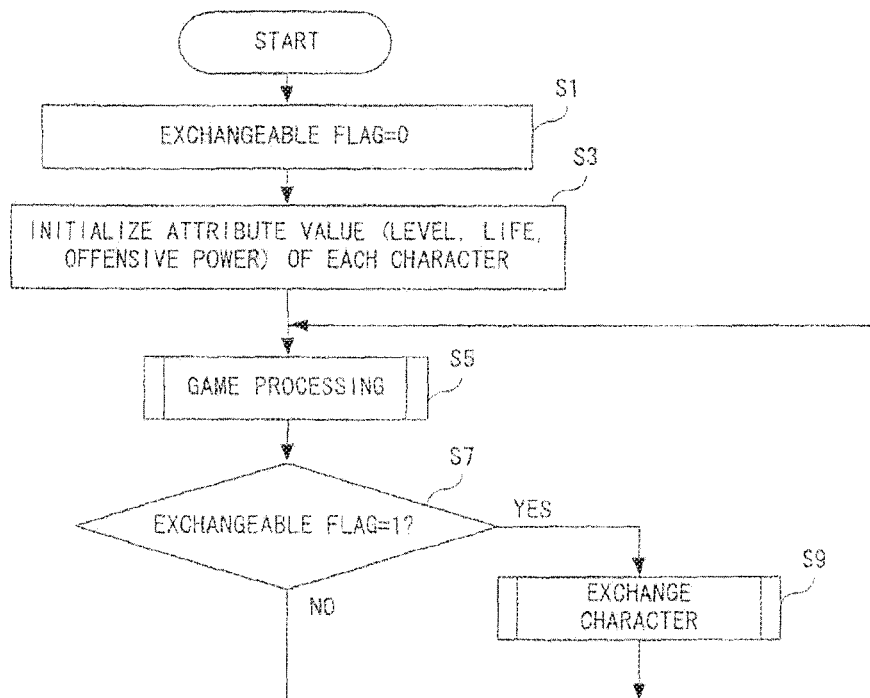 START
S1
EXCHANGEABLE FLAG=0
S3
INITIALIZE ATTRIBUTE VALUE (LEVEL, LIFE,
OFFENSIVE POWER) OF EACH CHARACTER
S5
GAME PROCESSING
S7
EXCHANGEABLE FLAG=1?
YES
NO
S9
EXCHANGE
CHARACTER